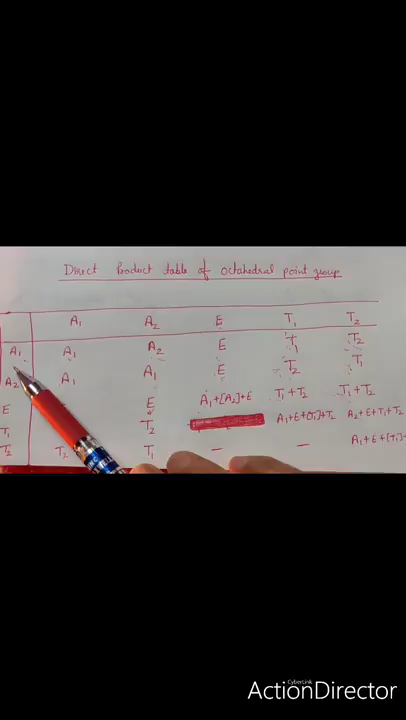 Direct Product table of octahedral point group
A₁ A₂ E T₁ T₂
A₁ A₁ A₂ E T₁ T₂
A₂ A₁ A₁ E T₂ T₁
E E A₁+[A₂]+E T₁+T₂ T₁+T₂
T₁ T₂ A₁+E+[T₁]+T₂ A₂+E+T₁+T₂
T₂ T₂ T₁ — — A₁+E+[T₁]+
CyberLink
ActionDirector